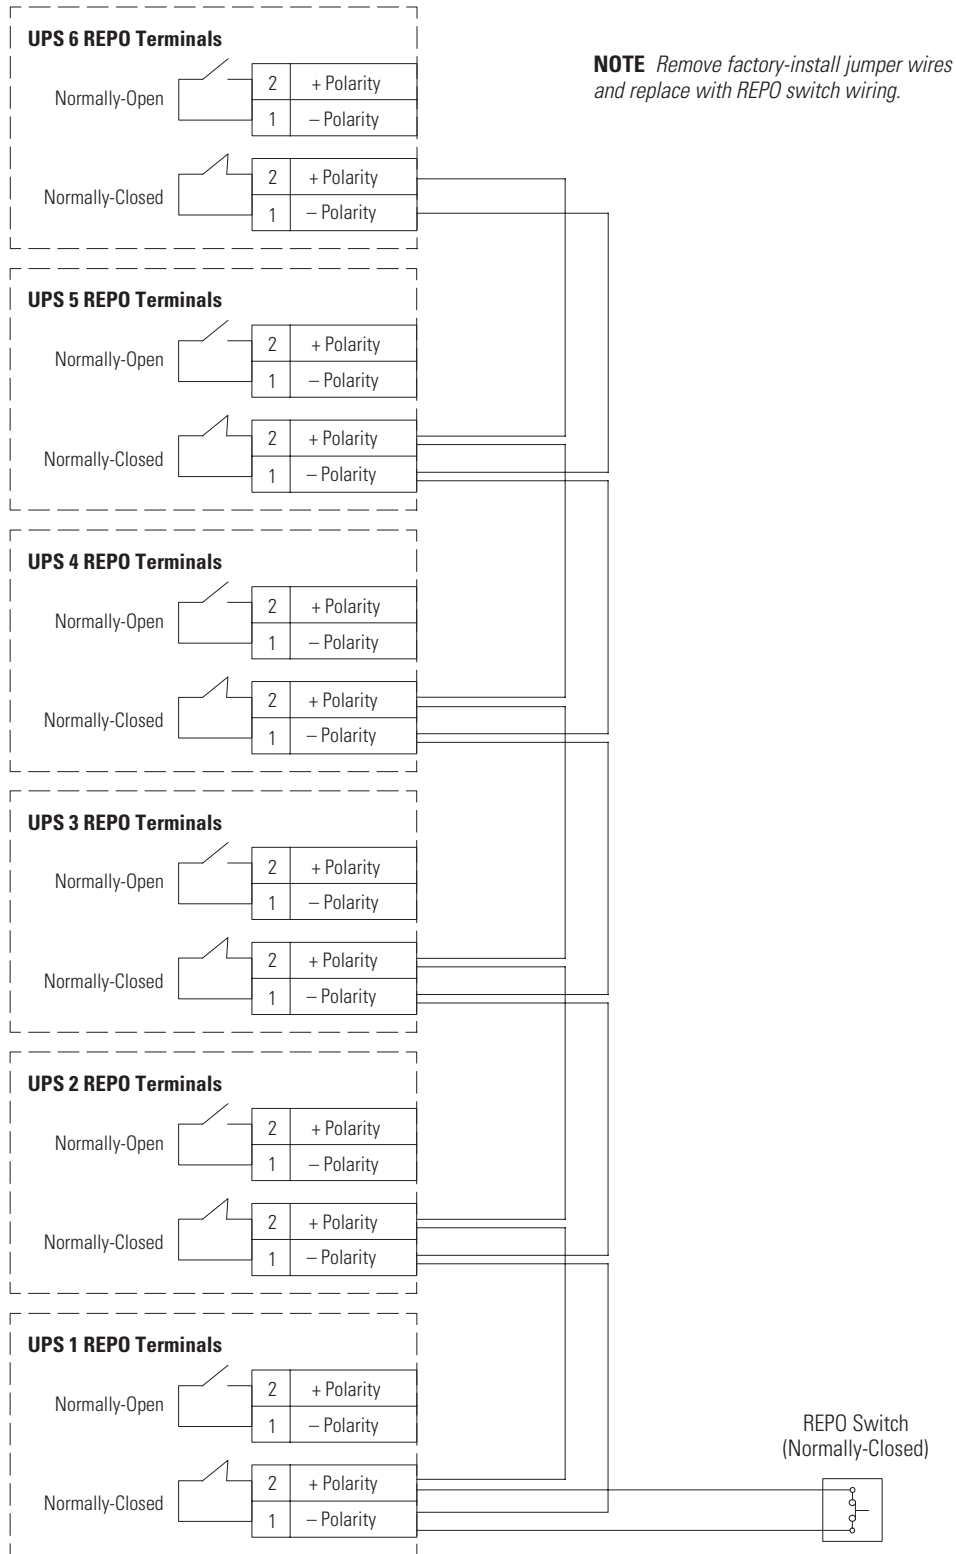 UPS 6 REPO Terminals
NOTE Remove factory-install jumper wires
and replace with REPO switch wiring.
Normally-Open
2 + Polarity
1 – Polarity
Normally-Closed
2 + Polarity
1 – Polarity
UPS 5 REPO Terminals
Normally-Open
2 + Polarity
1 – Polarity
Normally-Closed
2 + Polarity
1 – Polarity
UPS 4 REPO Terminals
Normally-Open
2 + Polarity
1 – Polarity
Normally-Closed
2 + Polarity
1 – Polarity
UPS 3 REPO Terminals
Normally-Open
2 + Polarity
1 – Polarity
Normally-Closed
2 + Polarity
1 – Polarity
UPS 2 REPO Terminals
Normally-Open
2 + Polarity
1 – Polarity
Normally-Closed
2 + Polarity
1 – Polarity
UPS 1 REPO Terminals
Normally-Open
2 + Polarity
1 – Polarity
Normally-Closed
2 + Polarity
1 – Polarity
REPO Switch
(Normally-Closed)